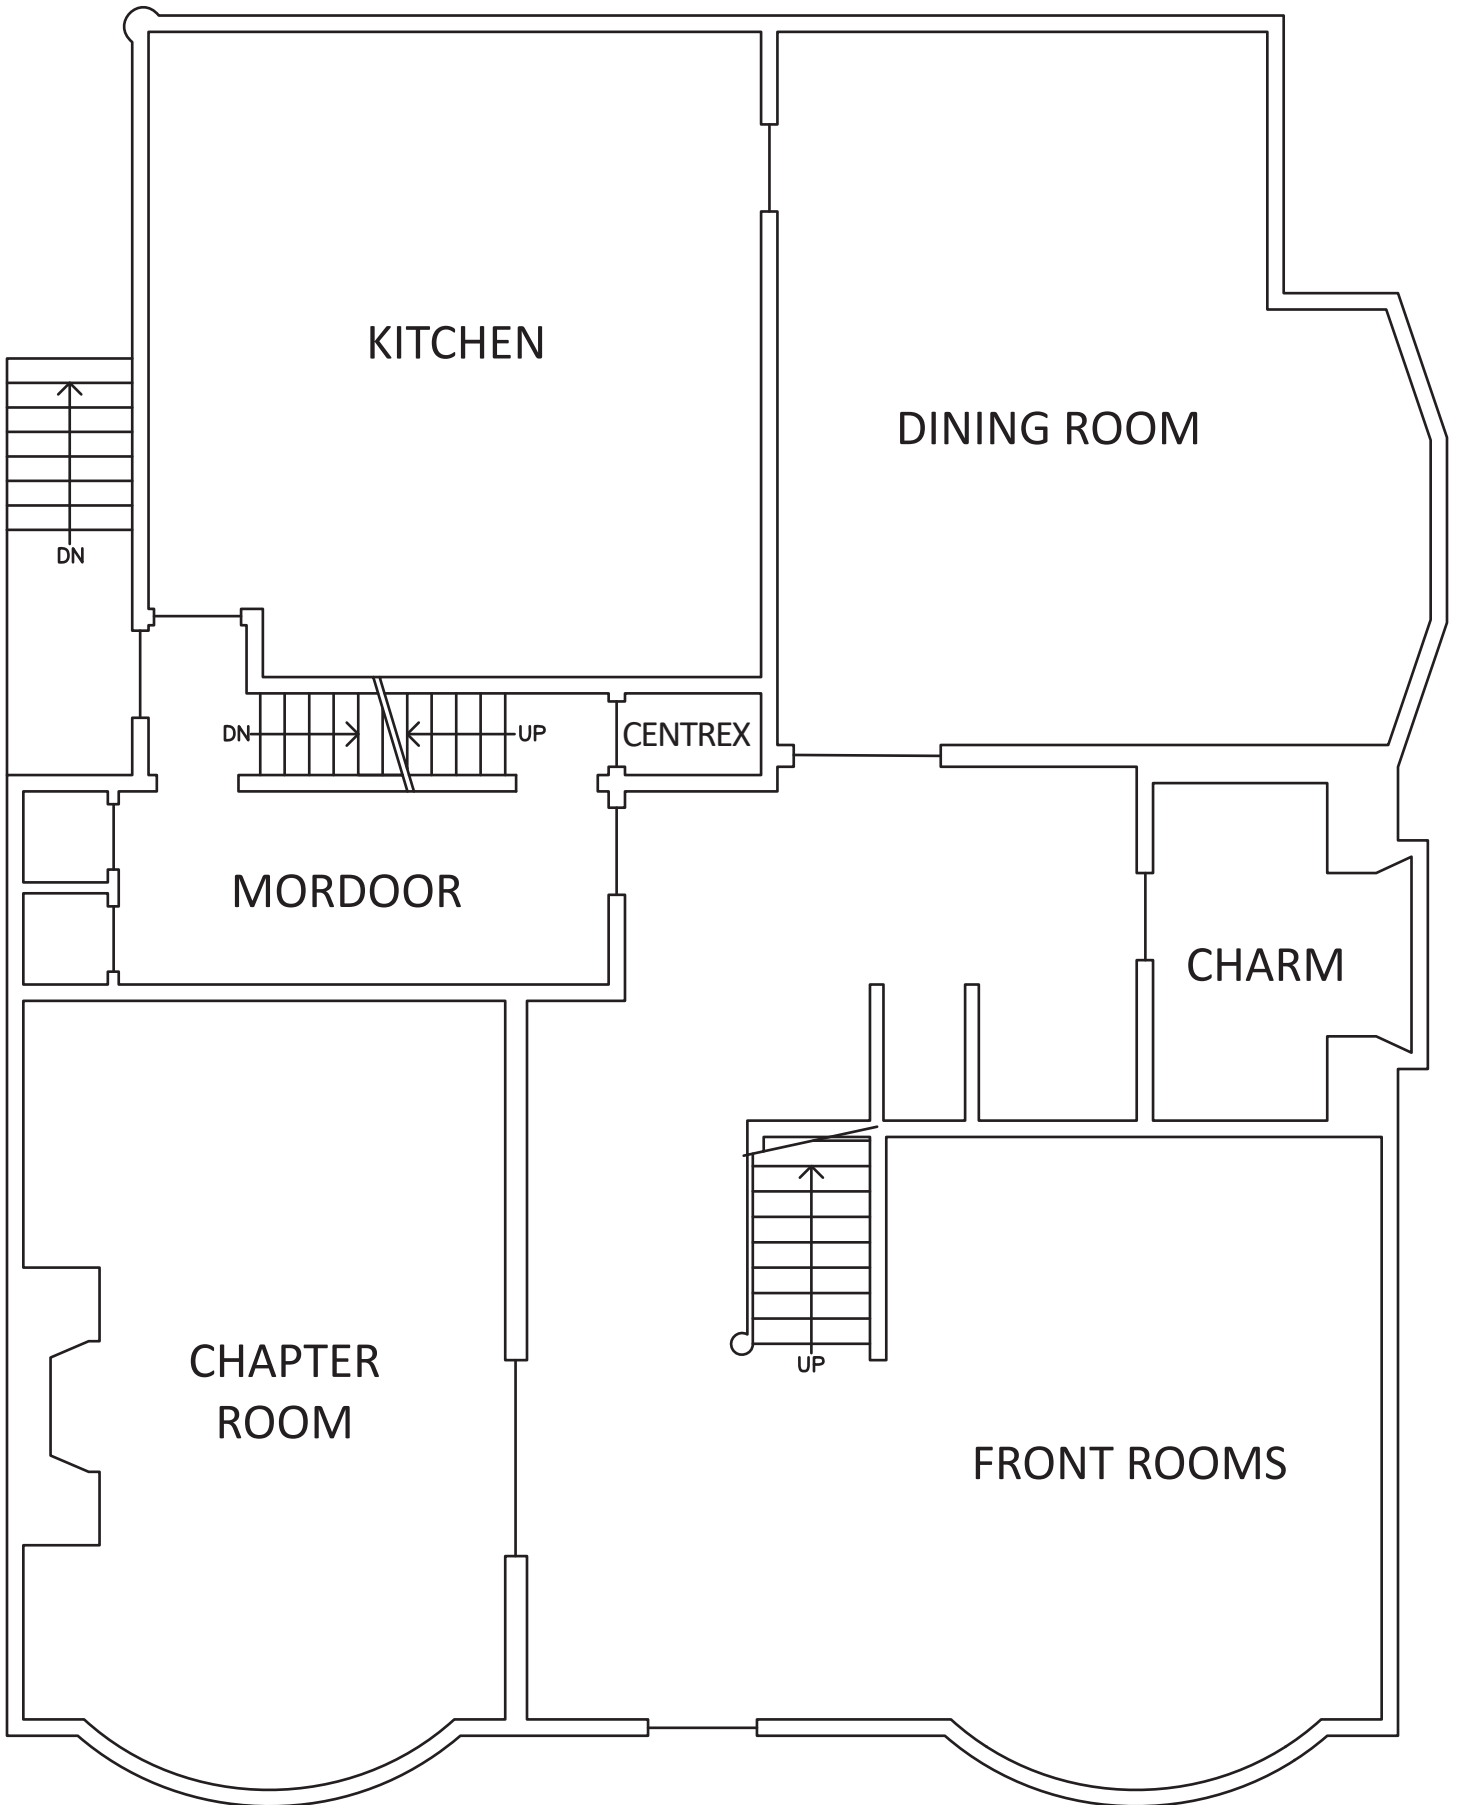 KITCHEN
DINING ROOM
DN
DN
UP
CENTREX
MORDOOR
CHARM
CHAPTER
ROOM
UP
FRONT ROOMS